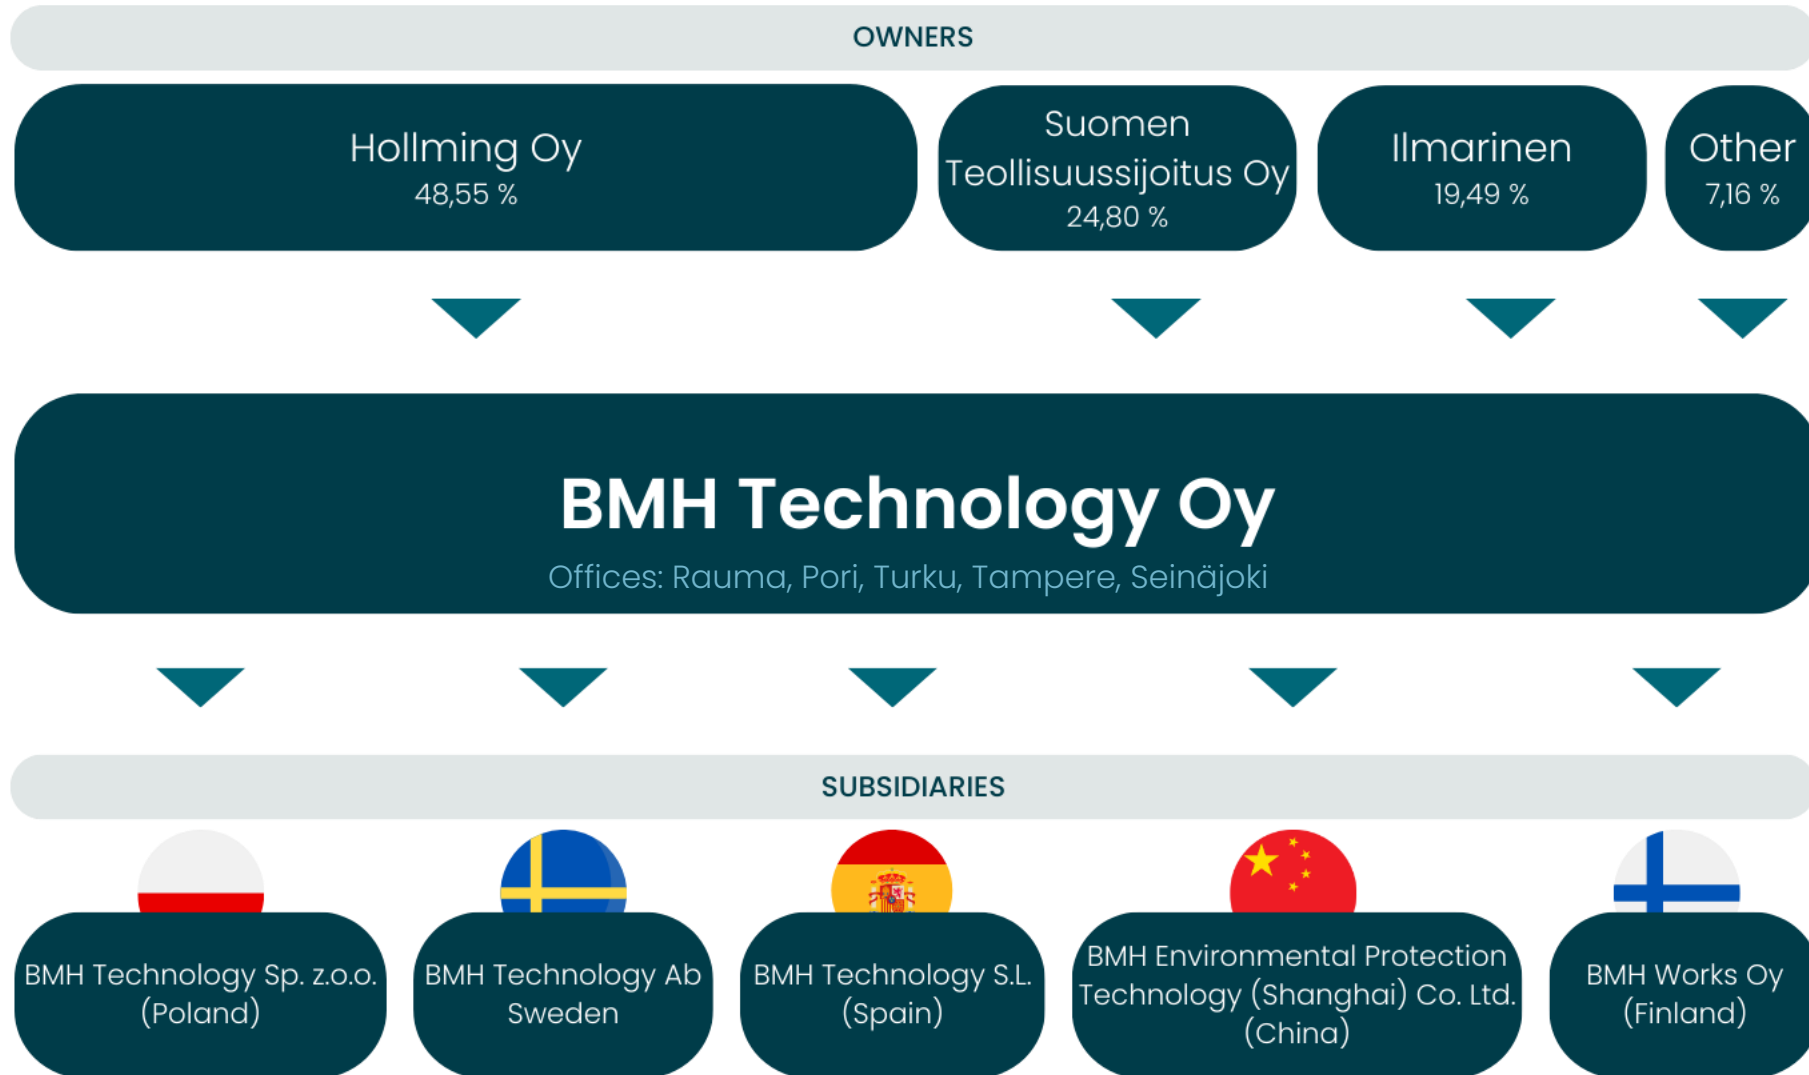 OWNERS
Hollming Oy
48,55 %
Suomen
Teollisuussijoitus Oy
24,80 %
Ilmarinen
19,49 %
Other
7,16 %
BMH Technology Oy
Offices: Rauma, Pori, Turku, Tampere, Seinäjoki
SUBSIDIARIES
BMH Technology Sp. z.o.o.
(Poland)
BMH Technology Ab
Sweden
BMH Technology S.L.
(Spain)
BMH Environmental Protection
Technology (Shanghai) Co. Ltd.
(China)
BMH Works Oy
(Finland)